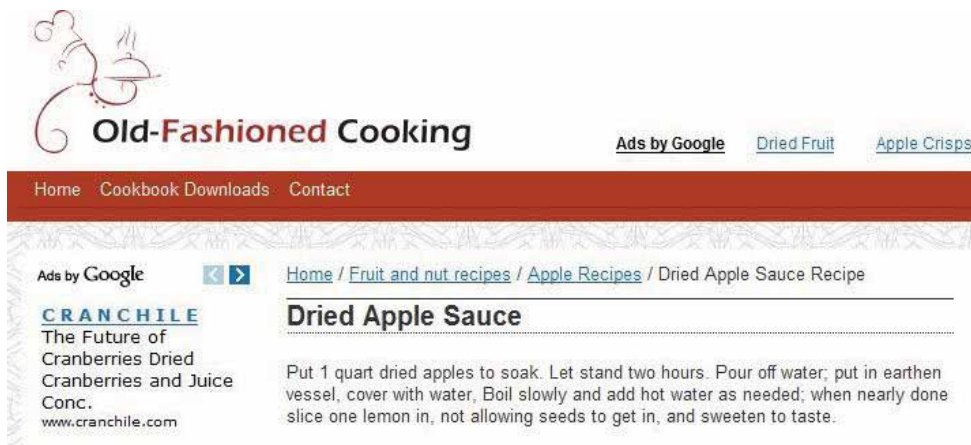 Old-Fashioned Cooking
Ads by Google Dried Fruit Apple Crisps
Home Cookbook Downloads Contact
Ads by Google
CRANCHILE
The Future of
Cranberries Dried
Cranberries and Juice
Conc.
www.cranchile.com
Home / Fruit and nut recipes / Apple Recipes / Dried Apple Sauce Recipe
Dried Apple Sauce
Put 1 quart dried apples to soak. Let stand two hours. Pour off water; put in earthen
vessel, cover with water, Boil slowly and add hot water as needed; when nearly done
slice one lemon in, not allowing seeds to get in, and sweeten to taste.